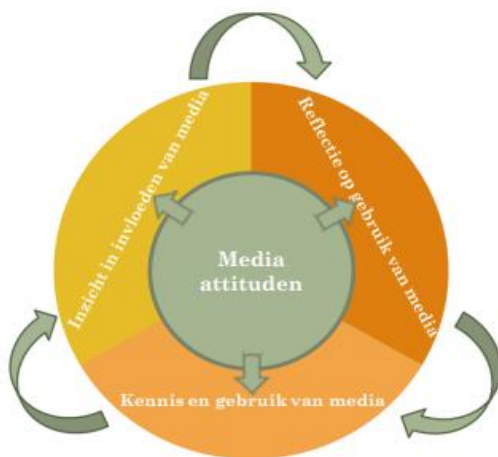 Inzicht in invloeden van media
Reflectie op gebruik van media
Media
attituden
Kennis en gebruik van media